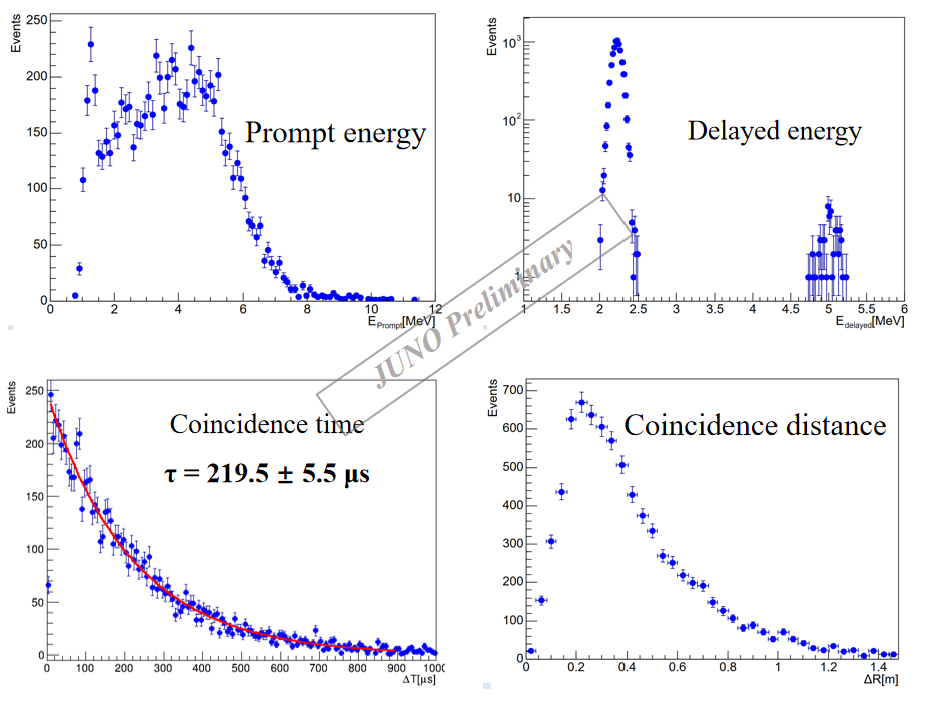 Events
250
200
150
100
50
0
Prompt energy
0 2 4 6 8 10 12
E_Prompt[MeV]
Events
10³
10²
10
1
Delayed energy
1 1.5 2 2.5 3 3.5 4 4.5 5 5.5 6
E_delayed[MeV]
JUNO Preliminary
Events
250
200
150
100
50
0
Coincidence time
τ = 219.5 ± 5.5 μs
0 100 200 300 400 500 600 700 800 900 1000
ΔT[μs]
Events
700
600
500
400
300
200
100
0
Coincidence distance
0 0.2 0.4 0.6 0.8 1 1.2 1.4
ΔR[m]